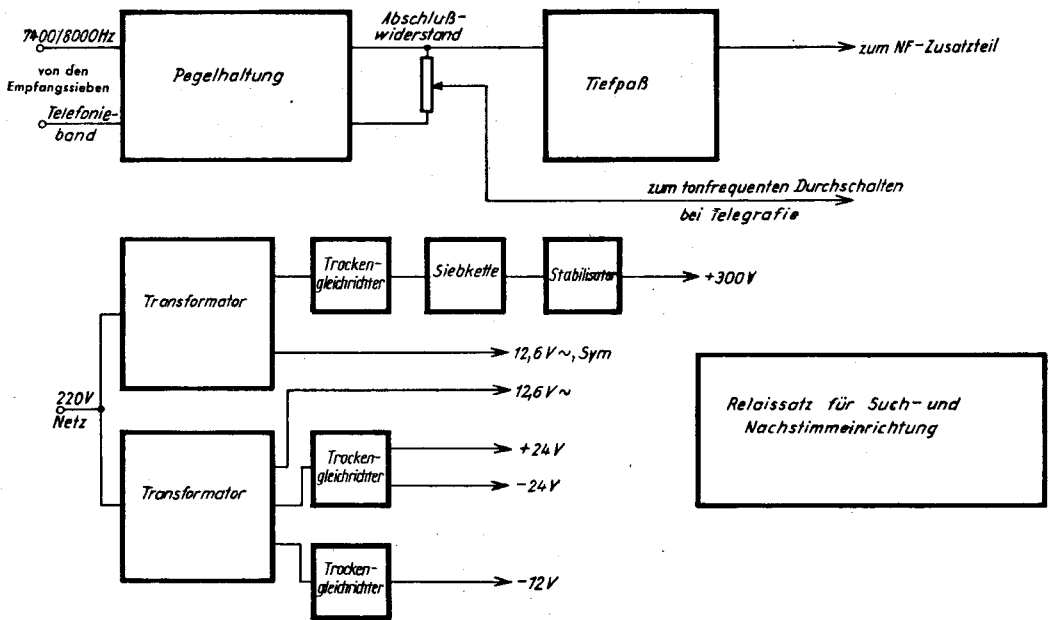 7400/8000Hz
von den
Empfangssieben
Telefonie-
band
Pegelhaltung
Abschluß-
widerstand
Tiefpaß
zum NF-Zusatzteil
zum tonfrequenten Durchschalten
bei Telegrafie
220V
Netz
Transformator
Trocken-
gleichrichter
Siebkette
Stabilisator
+300V
12,6V~, Sym
12,6V~
Transformator
Trocken-
gleichrichter
+24V
-24V
Trocken-
gleichrichter
-12V
Relaissatz für Such- und
Nachstimmeinrichtung